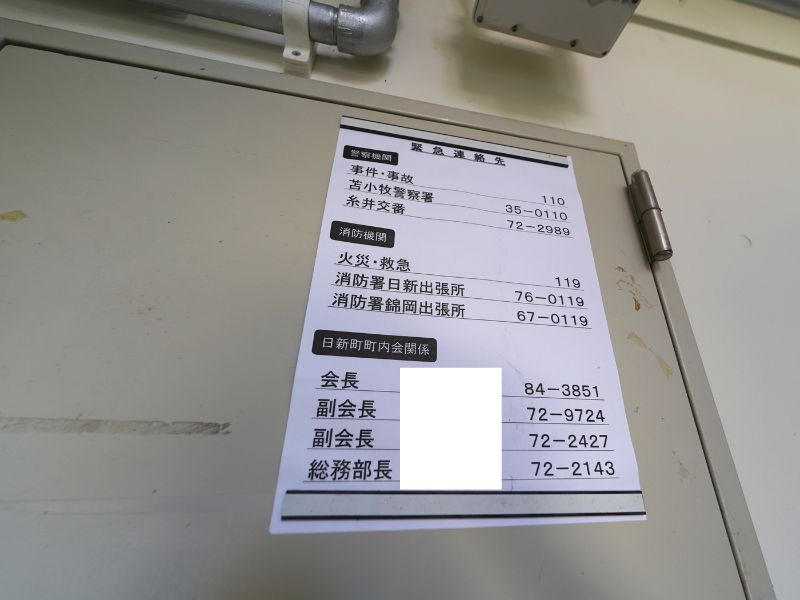 緊急連絡先
警察機関
事件・事故 110
苫小牧警察署 35-0110
糸井交番 72-2989
消防機関
火災・救急 119
消防署日新出張所 76-0119
消防署錦岡出張所 67-0119
日新町町内会関係
会長 84-3851
副会長 72-9724
副会長 72-2427
総務部長 72-2143